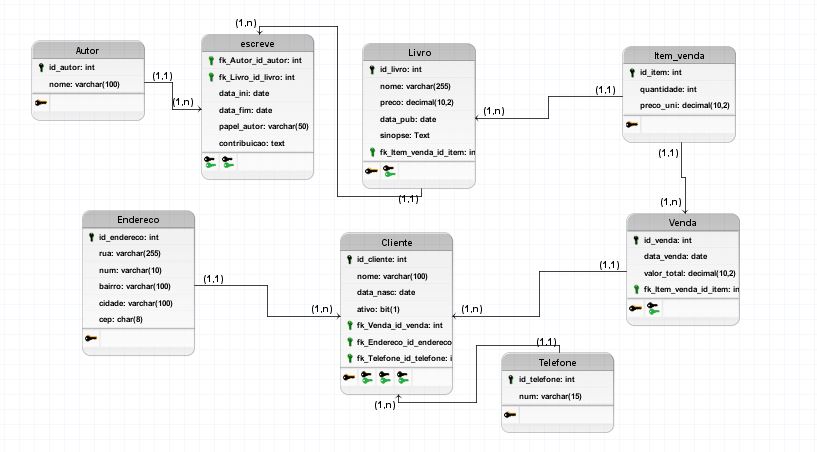 Autor
id_autor: int
nome: varchar(100)
(1,1)
(1,n)
(1,n)
escreve
fk_Autor_id_autor: int
fk_Livro_id_livro: int
data_ini: date
data_fim: date
papel_autor: varchar(50)
contribuicao: text
Livro
id_livro: int
nome: varchar(255)
preco: decimal(10,2)
data_pub: date
sinopse: Text
fk_Item_venda_id_item: in
(1,1)
(1,n)
(1,1)
Item_venda
id_item: int
quantidade: int
preco_uni: decimal(10,2)
(1,1)
(1,n)
Endereco
id_endereco: int
rua: varchar(255)
num: varchar(10)
bairro: varchar(100)
cidade: varchar(100)
cep: char(8)
(1,1)
(1,n)
Cliente
id_cliente: int
nome: varchar(100)
data_nasc: date
ativo: bit(1)
fk_Venda_id_venda: int
fk_Endereco_id_endereco
fk_Telefone_id_telefone: i
(1,n)
(1,1)
Venda
id_venda: int
data_venda: date
valor_total: decimal(10,2)
fk_Item_venda_id_item: in
(1,n)
(1,1)
Telefone
id_telefone: int
num: varchar(15)